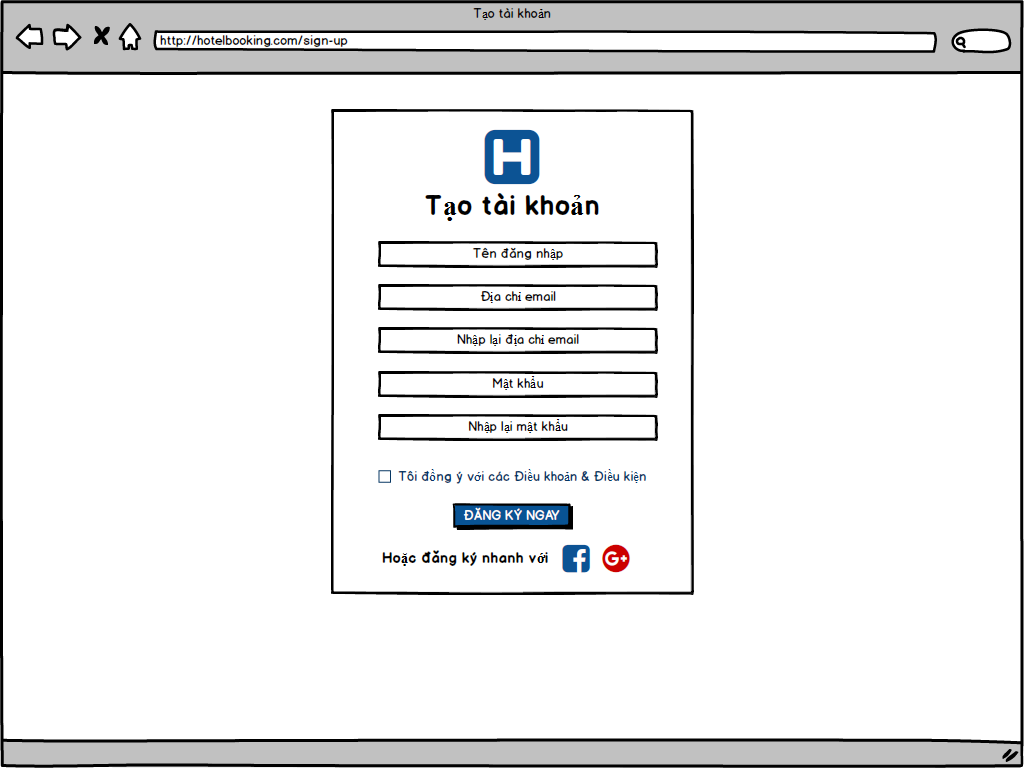 Tạo tài khoản
http://hotelbooking.com/sign-up
H
Tạo tài khoản
Tên đăng nhập
Địa chỉ email
Nhập lại địa chỉ email
Mật khẩu
Nhập lại mật khẩu
Tôi đồng ý với các Điều khoản & Điều kiện
ĐĂNG KÝ NGAY
Hoặc đăng ký nhanh với f G+